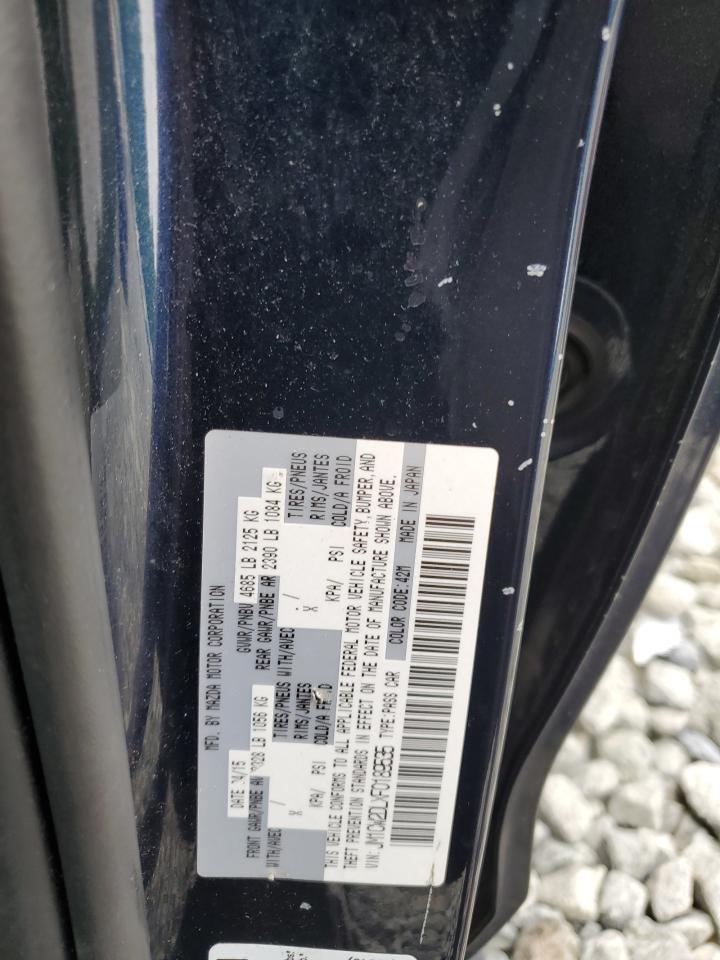 MFD. BY MAZDA MOTOR CORPORATION
DATE GVWR/PNBV 4685 LB 2125 KG
FRONT GAWR/PNBE AV LB 1056 KG REAR GAWR/PNBE AR 2390 LB 1084 KG
WITH/AVEC TIRES/PNEUS WITH/AVEC TIRES/PNEUS
/ RIMS/JANTES - / RIMS/JANTES
X COLD/A FROID X COLD/A FROID
KPA/ PSI KPA/ PSI
THIS VEHICLE CONFORMS TO ALL APPLICABLE FEDERAL MOTOR VEHICLE SAFETY, BUMPER, AND
THEFT PREVENTION STANDARDS IN EFFECT ON THE DATE OF MANUFACTURE SHOWN ABOVE.
VIN: TYPE:PASS CAR COLOR CODE:42M MADE IN JAPAN